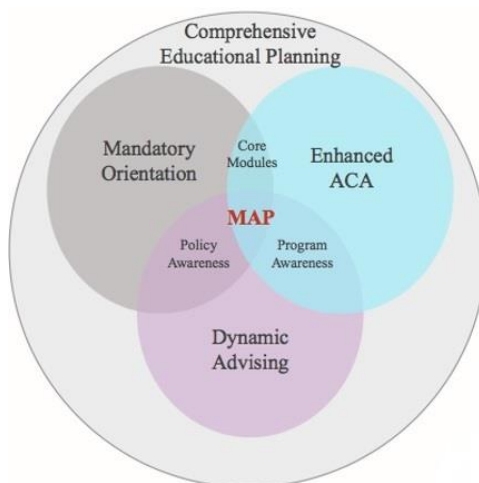 Comprehensive
Educational Planning
Mandatory
Orientation
Core
Modules
Enhanced
ACA
MAP
Policy
Awareness
Program
Awareness
Dynamic
Advising